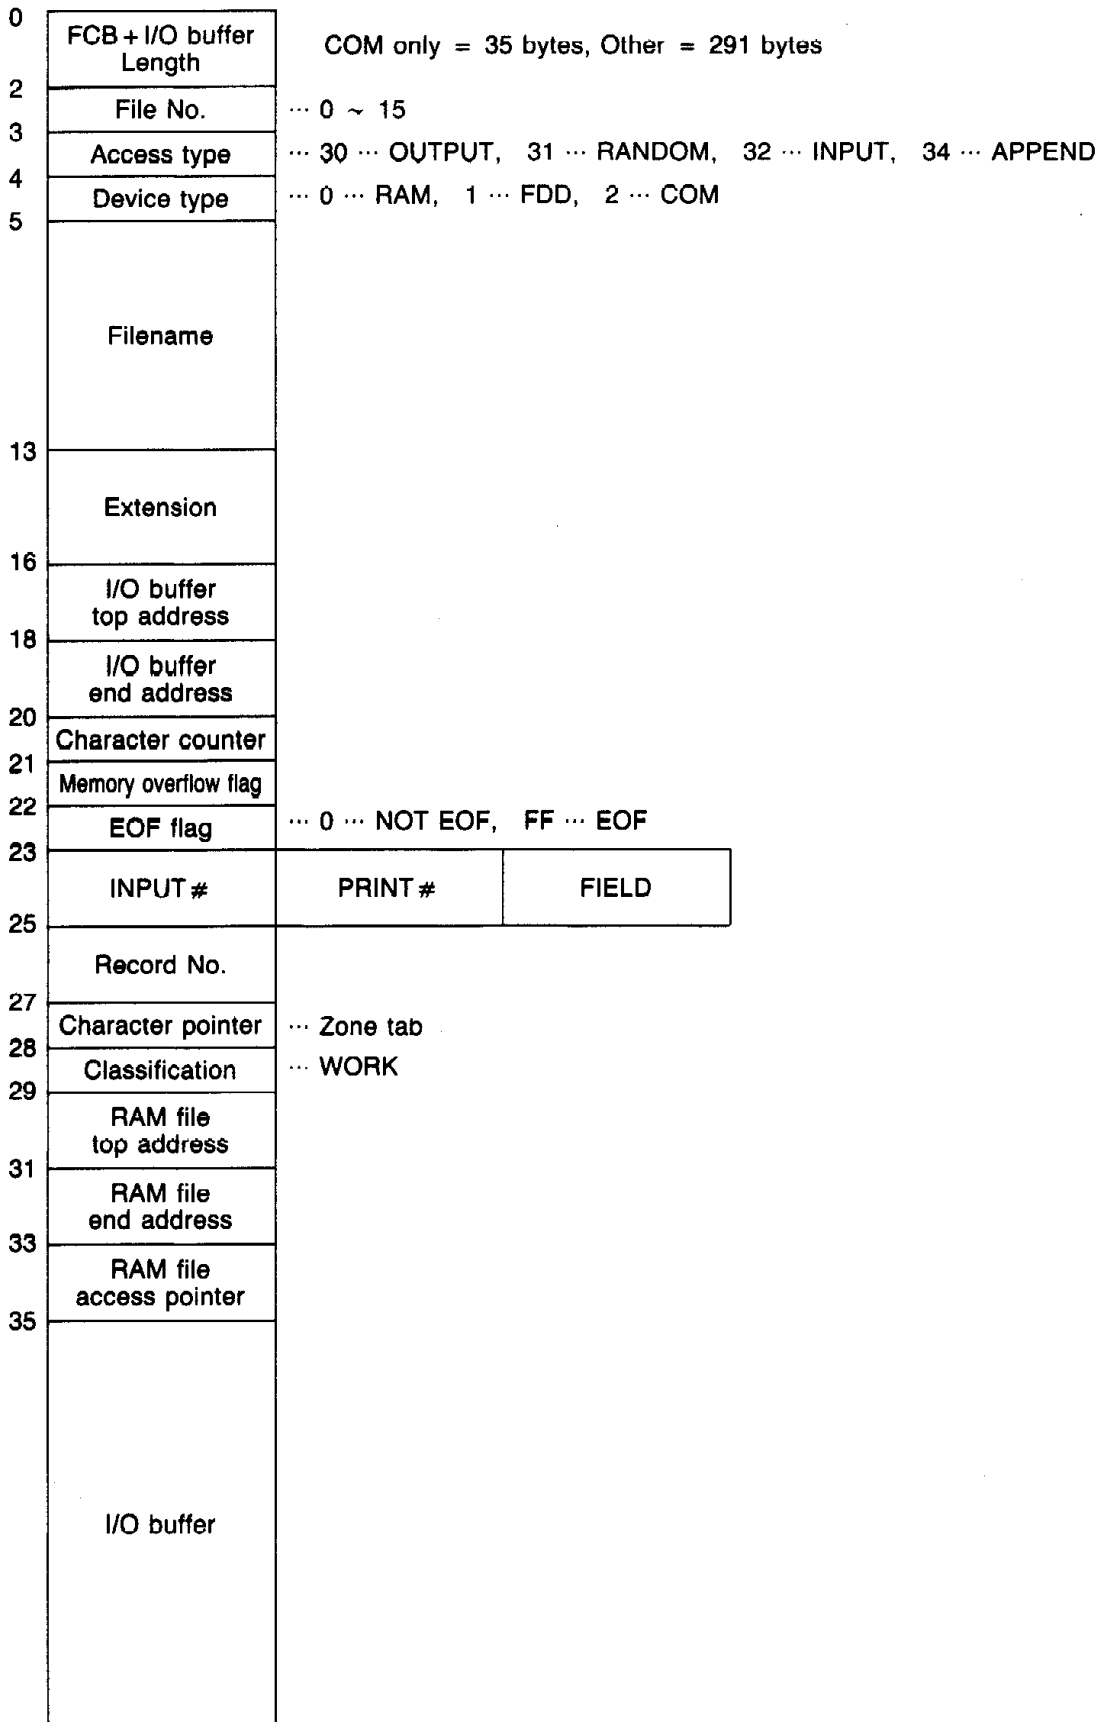 0
FCB + I/O buffer
Length
COM only = 35 bytes, Other = 291 bytes
2
File No.
··· 0 ~ 15
3
Access type
··· 30 ··· OUTPUT, 31 ··· RANDOM, 32 ··· INPUT, 34 ··· APPEND
4
Device type
··· 0 ··· RAM, 1 ··· FDD, 2 ··· COM
5
Filename
13
Extension
16
I/O buffer
top address
18
I/O buffer
end address
20
Character counter
21
Memory overflow flag
22
EOF flag
··· 0 ··· NOT EOF, FF ··· EOF
23
INPUT # PRINT # FIELD
25
Record No.
27
Character pointer
··· Zone tab
28
Classification
··· WORK
29
RAM file
top address
31
RAM file
end address
33
RAM file
access pointer
35
I/O buffer